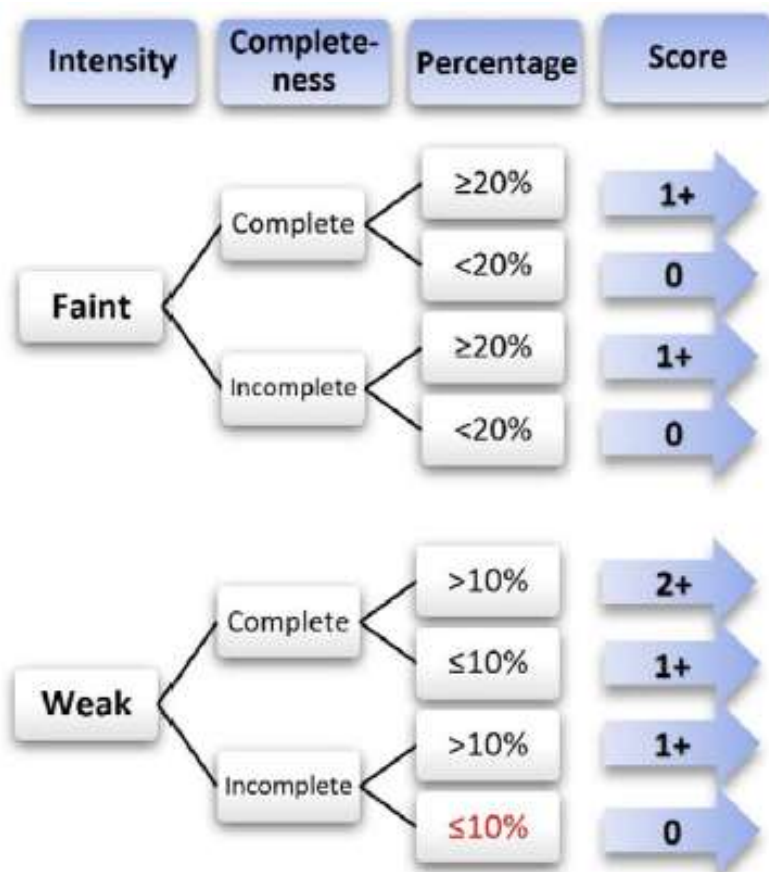 Intensity
Complete-
ness
Percentage
Score
Faint
Complete
≥20%
1+
<20%
0
Incomplete
≥20%
1+
<20%
0
Weak
Complete
>10%
2+
≤10%
1+
Incomplete
>10%
1+
≤10%
0